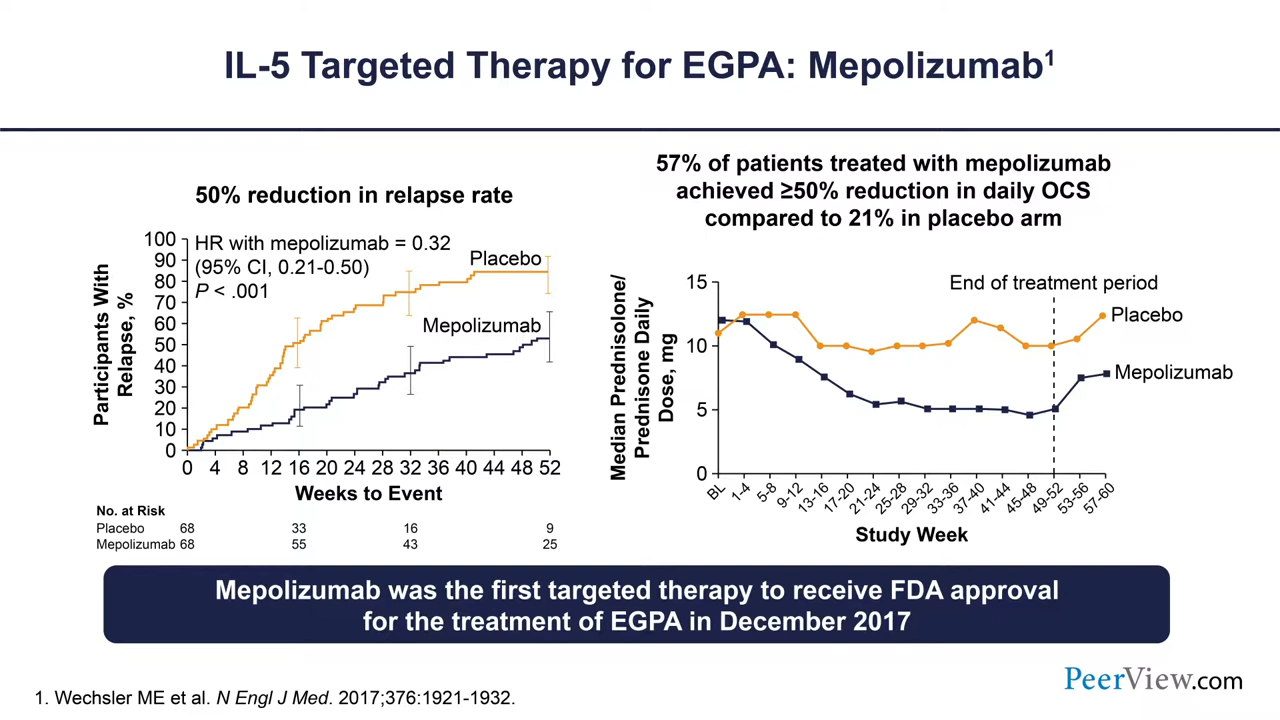 IL-5 Targeted Therapy for EGPA: Mepolizumab1
50% reduction in relapse rate
100
90
80
70
60
50
40
30
20
10
0
Participants With
Relapse, %
HR with mepolizumab = 0.32
(95% CI, 0.21-0.50)
P < .001
Placebo
Mepolizumab
0 4 8 12 16 20 24 28 32 36 40 44 48 52
Weeks to Event
No. at Risk
Placebo 68 33 16 9
Mepolizumab 68 55 43 25
57% of patients treated with mepolizumab
achieved ≥50% reduction in daily OCS
compared to 21% in placebo arm
Median Prednisolone/
Prednisone Daily
Dose, mg
15
10
5
0
End of treatment period
Placebo
Mepolizumab
BL 1-4 5-8 9-12 13-16 17-20 21-24 25-28 29-32 33-36 37-40 41-44 45-48 49-52 53-56 57-60
Study Week
Mepolizumab was the first targeted therapy to receive FDA approval
for the treatment of EGPA in December 2017
1. Wechsler ME et al. N Engl J Med. 2017;376:1921-1932.
PeerView.com